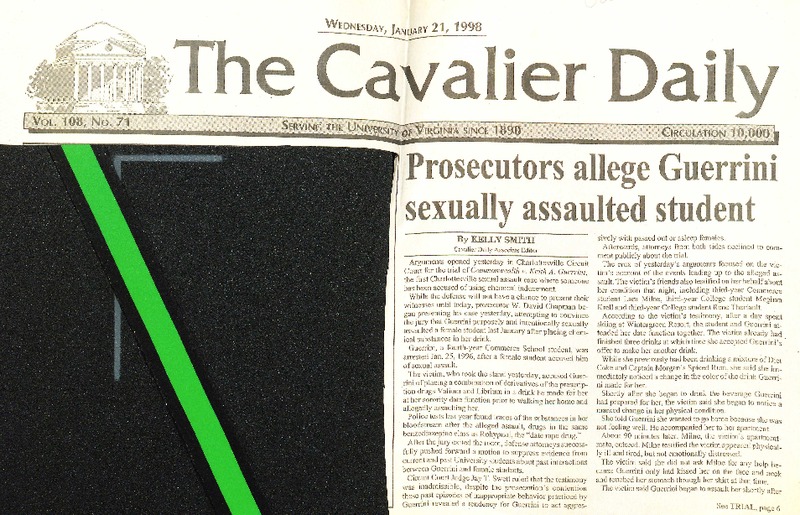 WEDNESDAY, JANUARY 21, 1998
The Cavalier Daily
VOL. 108, NO. 71
SERVING THE UNIVERSITY OF VIRGINIA SINCE 1890
CIRCULATION 10,000
Prosecutors allege Guerrini
sexually assaulted student
By KELLY SMITH
Cavalier Daily Associate Editor
Arguments opened yesterday in Charlottesville Circuit
Court for the trial of Commonwealth v. Keith A. Guerrini,
the first Charlottesville sexual assault case where someone
has been accused of using chemical inducement.
While the defense will not have a chance to present their
witnesses until today, prosecutor W. David Chapman be-
gan presenting his case yesterday, attempting to convince
the jury that Guerrini purposely and intentionally sexually
assaulted a female student last January after placing chem-
ical substances in her drink.
Guerrini, a fourth-year Commerce School student, was
arrested Jan. 25, 1996, after a female student accused him
of sexual assault.
The victim, who took the stand yesterday, accused Guer-
rini of placing a combination of derivatives of the prescrip-
tion drugs Valium and Librium in a drink he made for her
at her sorority date function prior to walking her home and
allegedly assaulting her.
Police tests last year found traces of the substances in her
bloodstream after the alleged assault, drugs in the same
benzodiazepine class as Rohypnol, the "date rape drug."
After the jury exited the room, defense attorneys success-
fully pushed forward a motion to suppress evidence from
current and past University students about past interactions
between Guerrini and female students.
Circuit Court Judge Jay T. Swett ruled that the testimony
was inadmissible, despite the prosecution's contention
those past episodes of inappropriate behavior practiced by
Guerrini revealed a tendency for Guerrini to act aggres-
sively with passed out or asleep females.
Afterwards, attorneys from both sides declined to com-
ment publicly about the trial.
The crux of yesterday's arguments focused on the vic-
tim's account of the events leading up to the alleged as-
sault. The victim's friends also testified on her behalf about
her condition that night, including third-year Commerce
student Lara Milne, third-year College student Meghan
Krell and third-year College student Rene Theriault.
According to the victim's testimony, after a day spent
skiing at Wintergreen Resort, the student and Guerrini at-
tended her date function together. The victim already had
finished three drinks at which time she accepted Guerrini's
offer to make her another drink.
While she previously had been drinking a mixture of Diet
Coke and Captain Morgan's Spiced Rum, she said she im-
mediately noticed a change in the color of the drink Guerri-
ni made for her.
Shortly after she began to drink the beverage Guerrini
had prepared for her, the victim said she began to notice a
marked change in her physical condition.
She told Guerrini she wanted to go home because she was
not feeling well. He accompanied her to her apartment.
About 90 minutes later, Milne, the victim's apartment-
mate, entered. Milne testified the victim appeared physical-
ly ill and tired, but not emotionally distressed.
The victim said she did not ask Milne for any help be-
cause Guerrini only had kissed her on the face and neck
and touched her stomach through her shirt at that time.
The victim said Guerrini began to assault her shortly after
See TRIAL, page 6